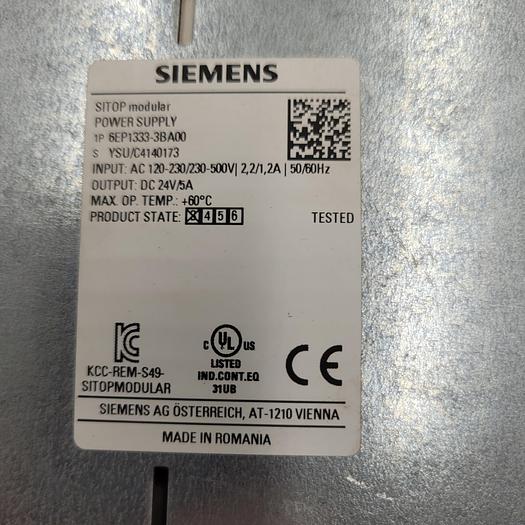 SIEMENS
SITOP modular
POWER SUPPLY
1P 6EP1333-3BA00
S YSU/C4140173
INPUT: AC 120-230/230-500V| 2,2/1,2A | 50/60Hz
OUTPUT: DC 24V/5A
MAX. OP. TEMP.: +60°C
PRODUCT STATE: X 4 5 6 TESTED
KCC-REM-S49-
SITOPMODULAR
C UL US
LISTED
IND.CONT.EQ
31UB
CE
SIEMENS AG ÖSTERREICH, AT-1210 VIENNA
MADE IN ROMANIA